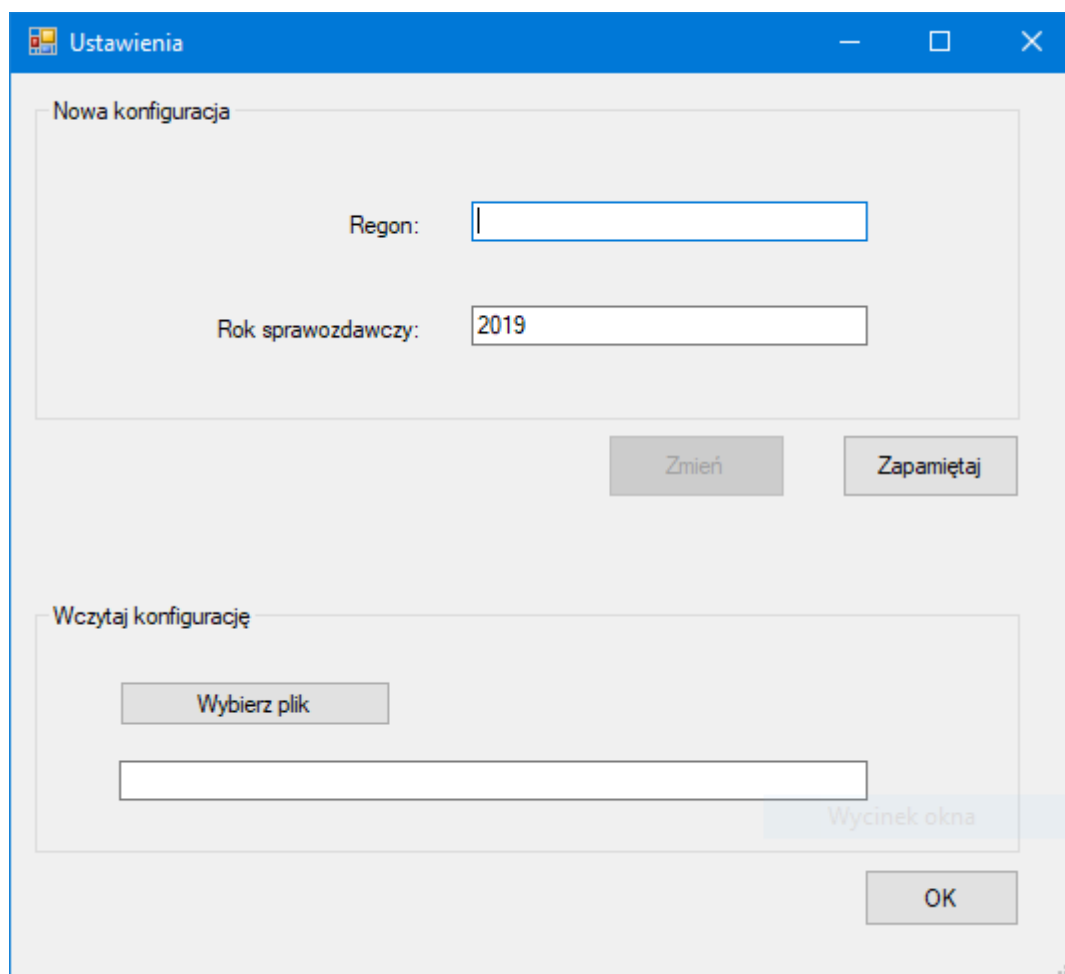 Ustawienia
Nowa konfiguracja
Regon:
Rok sprawozdawczy: 2019
Zmień Zapamiętaj
Wczytaj konfigurację
Wybierz plik
Wycinek okna
OK